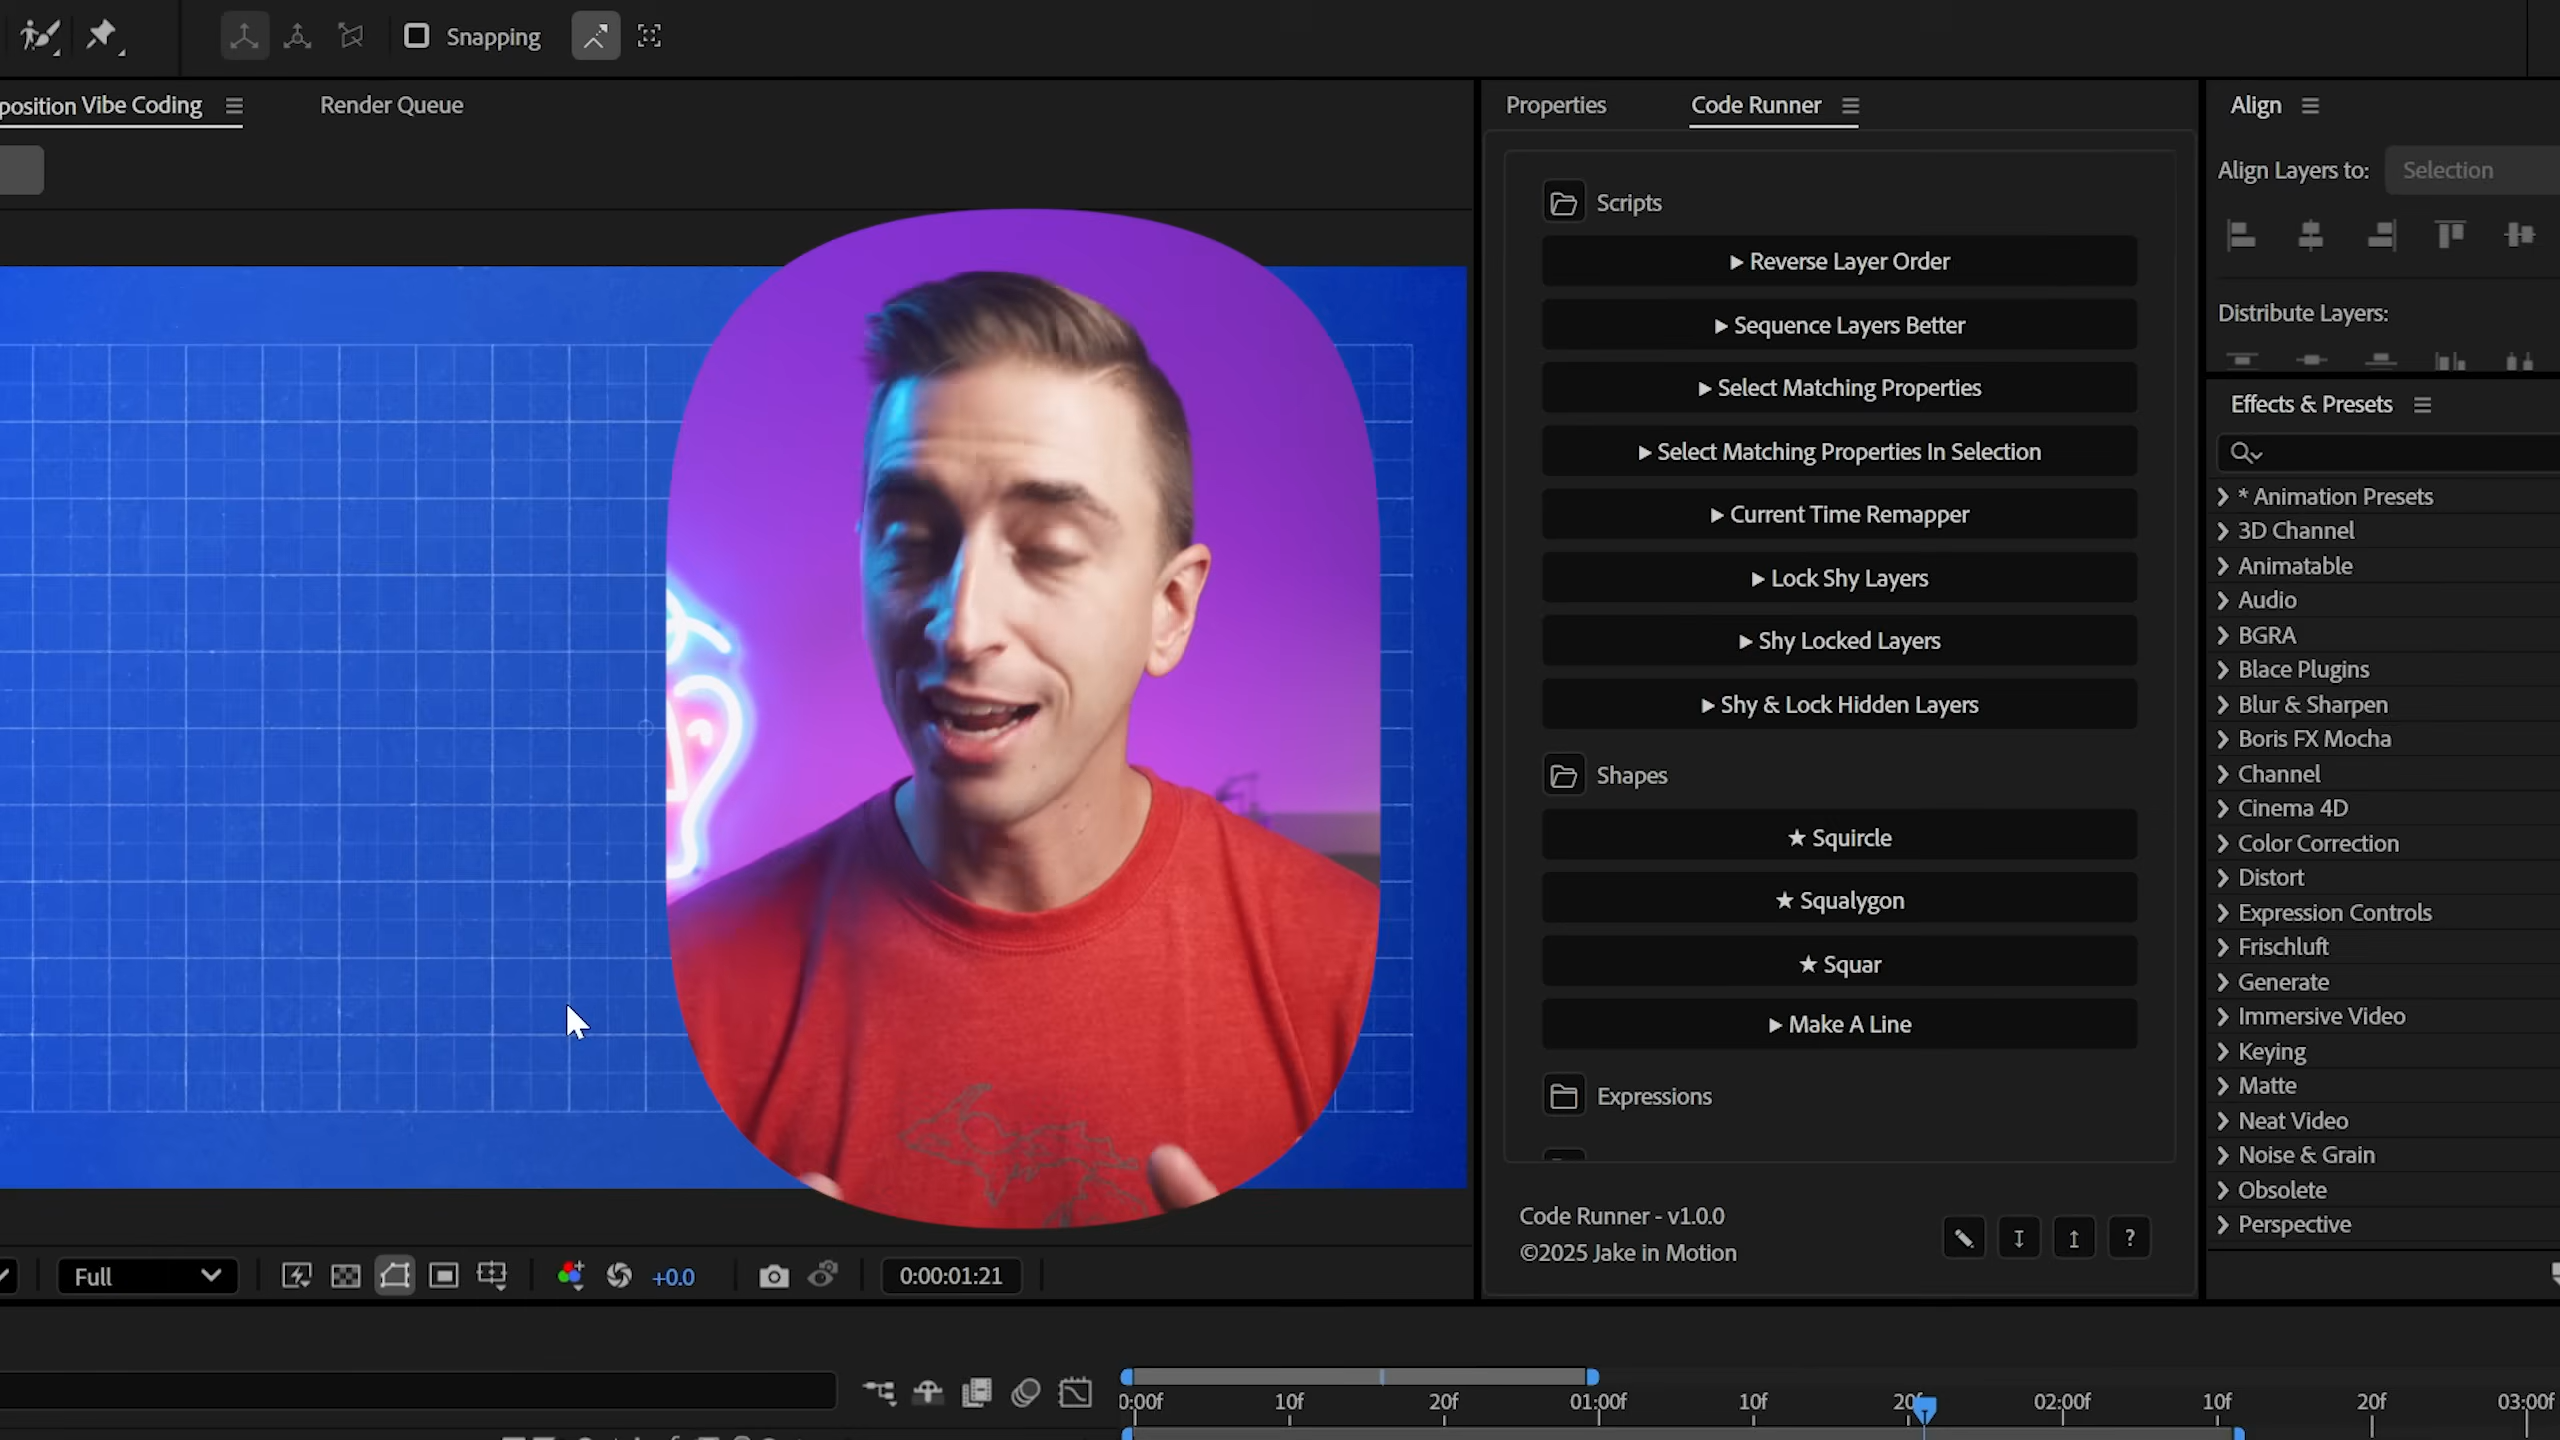 Snapping
position Vibe Coding
Render Queue
Properties
Code Runner
Align
Align Layers to:
Selection
Distribute Layers:
Scripts
Reverse Layer Order
Sequence Layers Better
Select Matching Properties
Select Matching Properties In Selection
Current Time Remapper
Lock Shy Layers
Shy Locked Layers
Shy & Lock Hidden Layers
Shapes
★ Squircle
★ Squalygon
★ Squar
Make A Line
Expressions
Code Runner - v1.0.0
©2025 Jake in Motion
?
Effects & Presets
* Animation Presets
3D Channel
Animatable
Audio
BGRA
Blace Plugins
Blur & Sharpen
Boris FX Mocha
Channel
Cinema 4D
Color Correction
Distort
Expression Controls
Frischluft
Generate
Immersive Video
Keying
Matte
Neat Video
Noise & Grain
Obsolete
Perspective
Full
+0.0
0:00:01:21
0:00f
10f
20f
01:00f
10f
20f
02:00f
10f
20f
03:00f